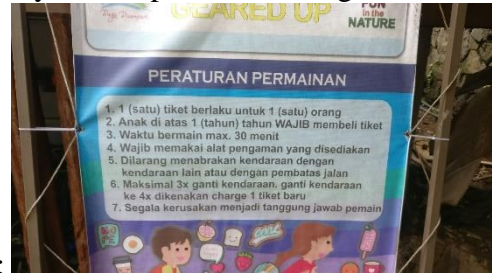 GEARED UP
FUN
in the
NATURE
PERATURAN PERMAINAN
1. 1 (satu) tiket berlaku untuk 1 (satu) orang
2. Anak di atas 1 (tahun) tahun WAJIB membeli tiket
3. Waktu bermain max. 30 menit
4. Wajib memakai alat pengaman yang disediakan
5. Dilarang menabrakan kendaraan dengan
kendaraan lain atau dengan pembatas jalan
6. Maksimal 3x ganti kendaraan, ganti kendaraan
ke 4x dikenakan charge 1 tiket baru
7. Segala kerusakan menjadi tanggung jawab pemain